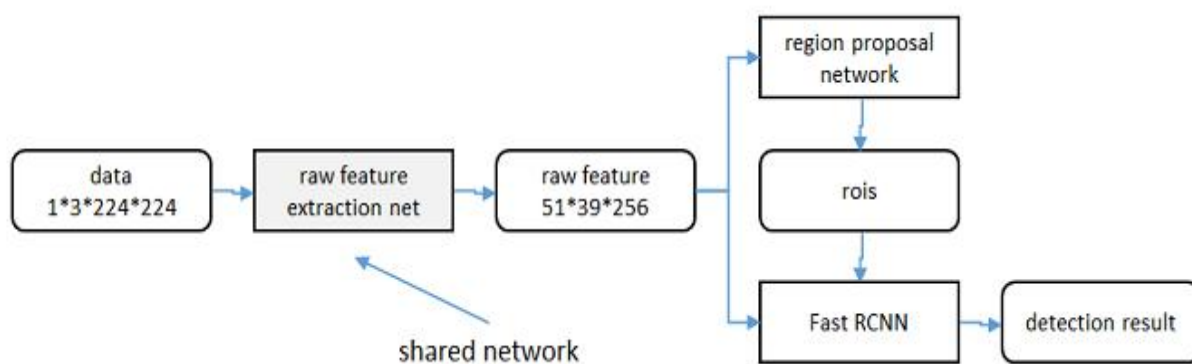 region proposal
network
data
1*3*224*224
raw feature
extraction net
raw feature
51*39*256
rois
Fast RCNN
detection result
shared network